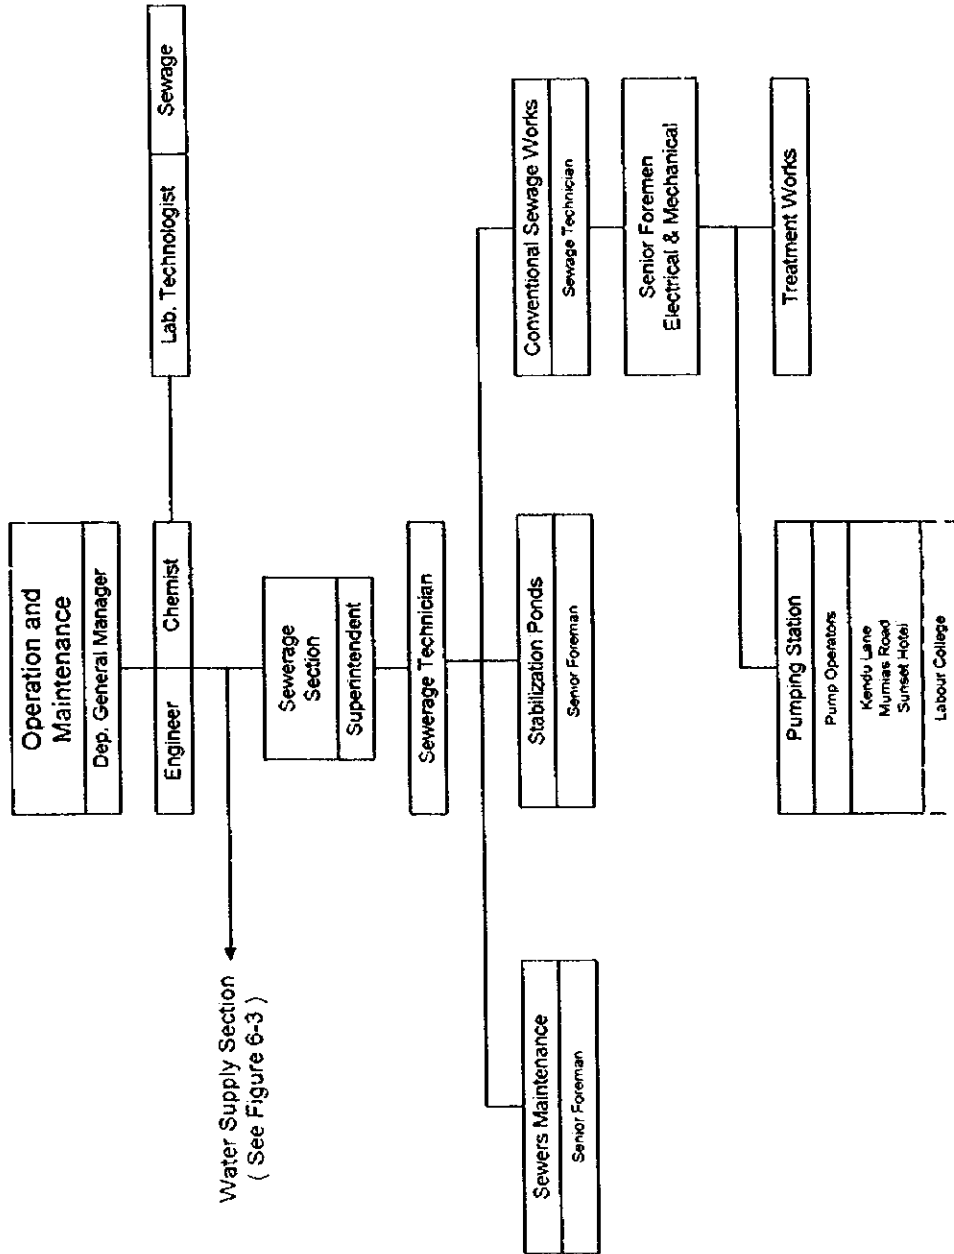 Operation and
Maintenance
Dep. General Manager
Engineer
Chemist
Lab. Technologist
Sewage
Water Supply Section
( See Figure 6-3 )
Sewerage
Section
Superintendent
Sewerage Technician
Sewers Maintenance
Senior Foreman
Stabilization Ponds
Senior Foreman
Conventional Sewage Works
Sewage Technician
Senior Foremen
Electrical & Mechanical
Pumping Station
Pump Operators
Kendu Lane
Mumias Road
Sunset Hotel
Labour College
Treatment Works